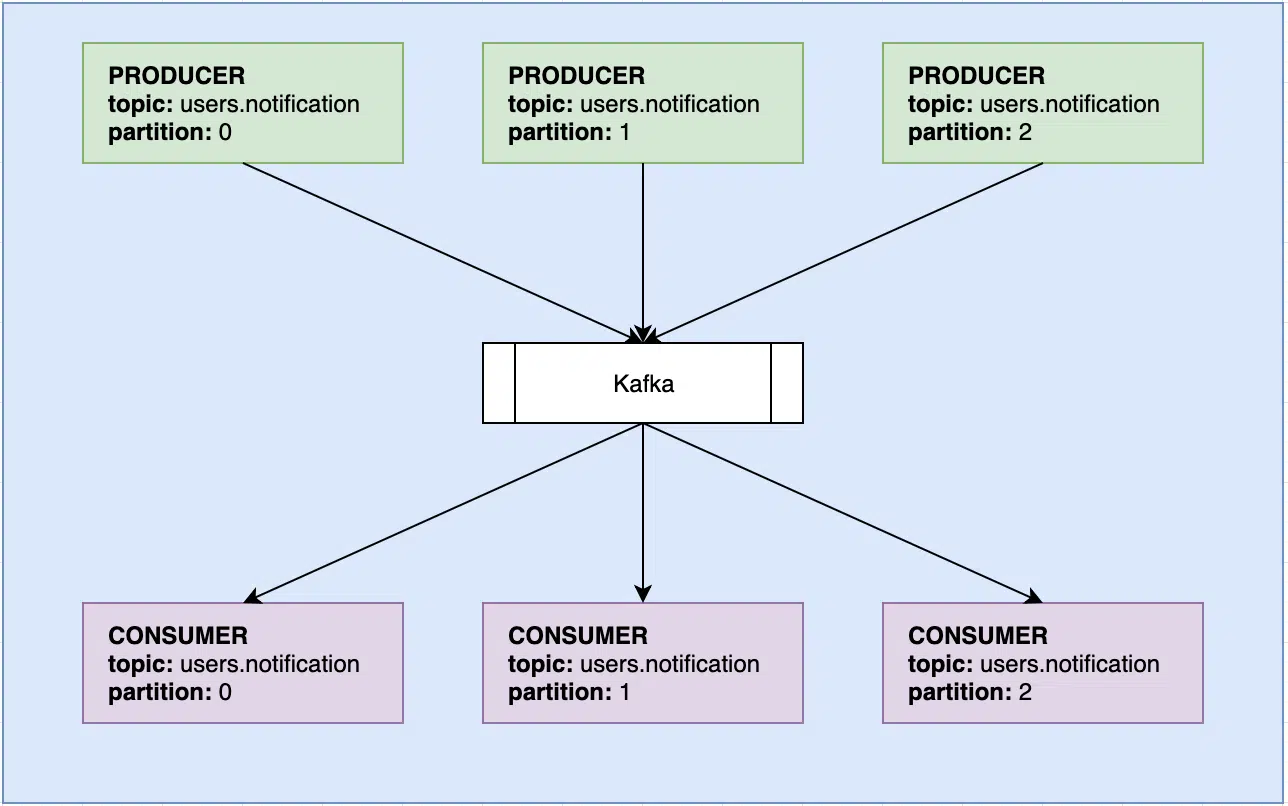 PRODUCER
topic: users.notification
partition: 0
PRODUCER
topic: users.notification
partition: 1
PRODUCER
topic: users.notification
partition: 2
Kafka
CONSUMER
topic: users.notification
partition: 0
CONSUMER
topic: users.notification
partition: 1
CONSUMER
topic: users.notification
partition: 2